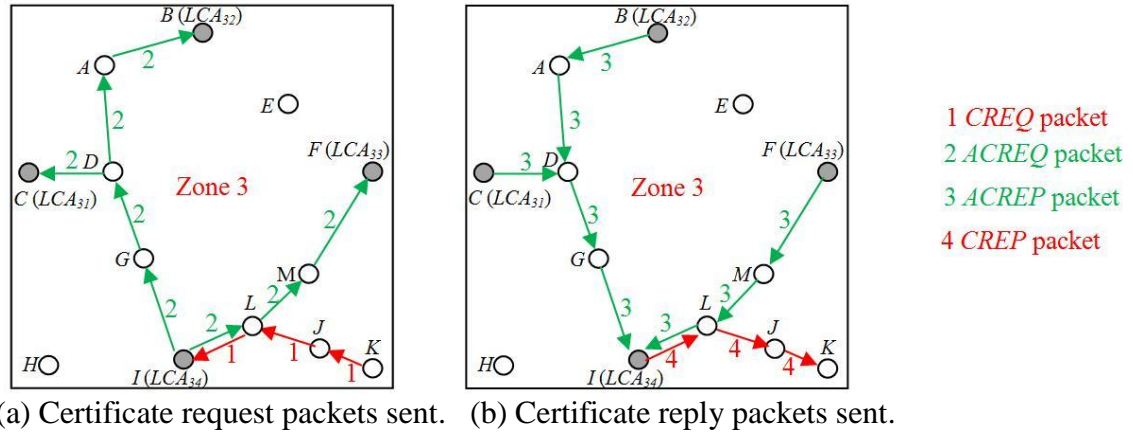 B (LCA32)
2
A
E
2
F (LCA33)
2
D
Zone 3
C (LCA31)
2
2
G
M
2
2
L
2
J
1
1
K
H
1
I (LCA34)
(a) Certificate request packets sent.
B (LCA32)
3
A
E
3
F (LCA33)
3
D
Zone 3
C (LCA31)
3
3
G
M
3
3
L
3
J
4
4
K
H
4
I (LCA34)
(b) Certificate reply packets sent.
1 CREQ packet
2 ACREQ packet
3 ACREP packet
4 CREP packet